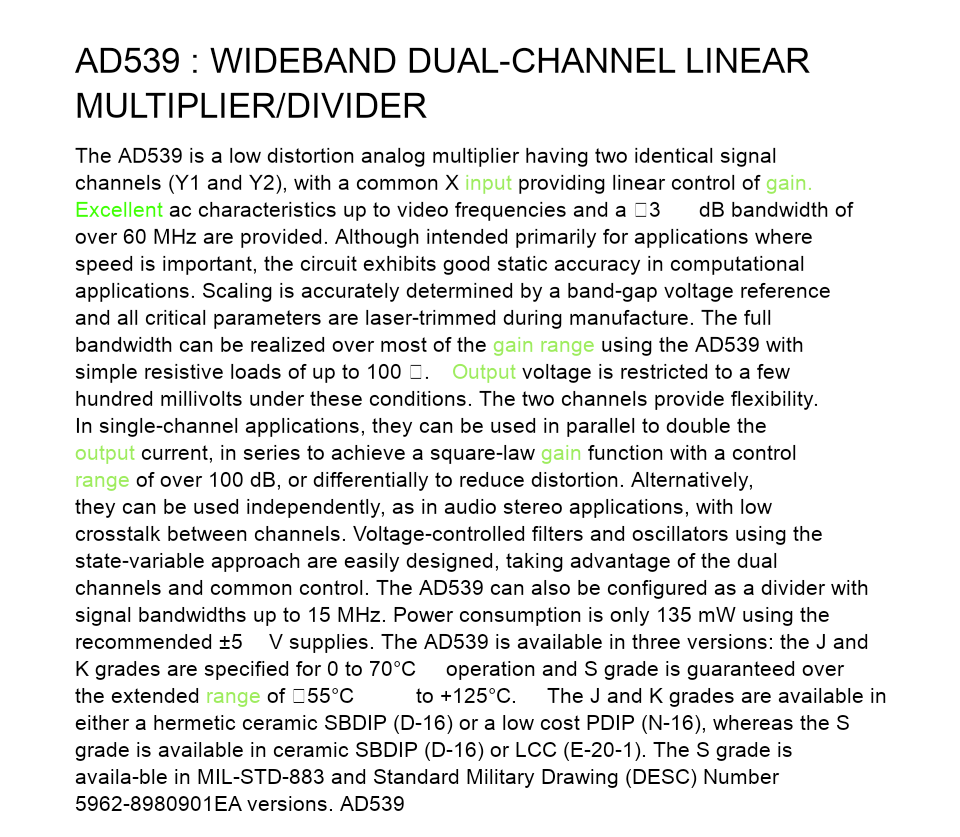 AD539 : WIDEBAND DUAL-CHANNEL LINEAR
MULTIPLIER/DIVIDER
The AD539 is a low distortion analog multiplier having two identical signal
channels (Y1 and Y2), with a common X input providing linear control of gain.
Excellent ac characteristics up to video frequencies and a □3 dB bandwidth of
over 60 MHz are provided. Although intended primarily for applications where
speed is important, the circuit exhibits good static accuracy in computational
applications. Scaling is accurately determined by a band-gap voltage reference
and all critical parameters are laser-trimmed during manufacture. The full
bandwidth can be realized over most of the gain range using the AD539 with
simple resistive loads of up to 100 □. Output voltage is restricted to a few
hundred millivolts under these conditions. The two channels provide flexibility.
In single-channel applications, they can be used in parallel to double the
output current, in series to achieve a square-law gain function with a control
range of over 100 dB, or differentially to reduce distortion. Alternatively,
they can be used independently, as in audio stereo applications, with low
crosstalk between channels. Voltage-controlled filters and oscillators using the
state-variable approach are easily designed, taking advantage of the dual
channels and common control. The AD539 can also be configured as a divider with
signal bandwidths up to 15 MHz. Power consumption is only 135 mW using the
recommended ±5 V supplies. The AD539 is available in three versions: the J and
K grades are specified for 0 to 70°C operation and S grade is guaranteed over
the extended range of □55°C to +125°C. The J and K grades are available in
either a hermetic ceramic SBDIP (D-16) or a low cost PDIP (N-16), whereas the S
grade is available in ceramic SBDIP (D-16) or LCC (E-20-1). The S grade is
availa-ble in MIL-STD-883 and Standard Military Drawing (DESC) Number
5962-8980901EA versions. AD539